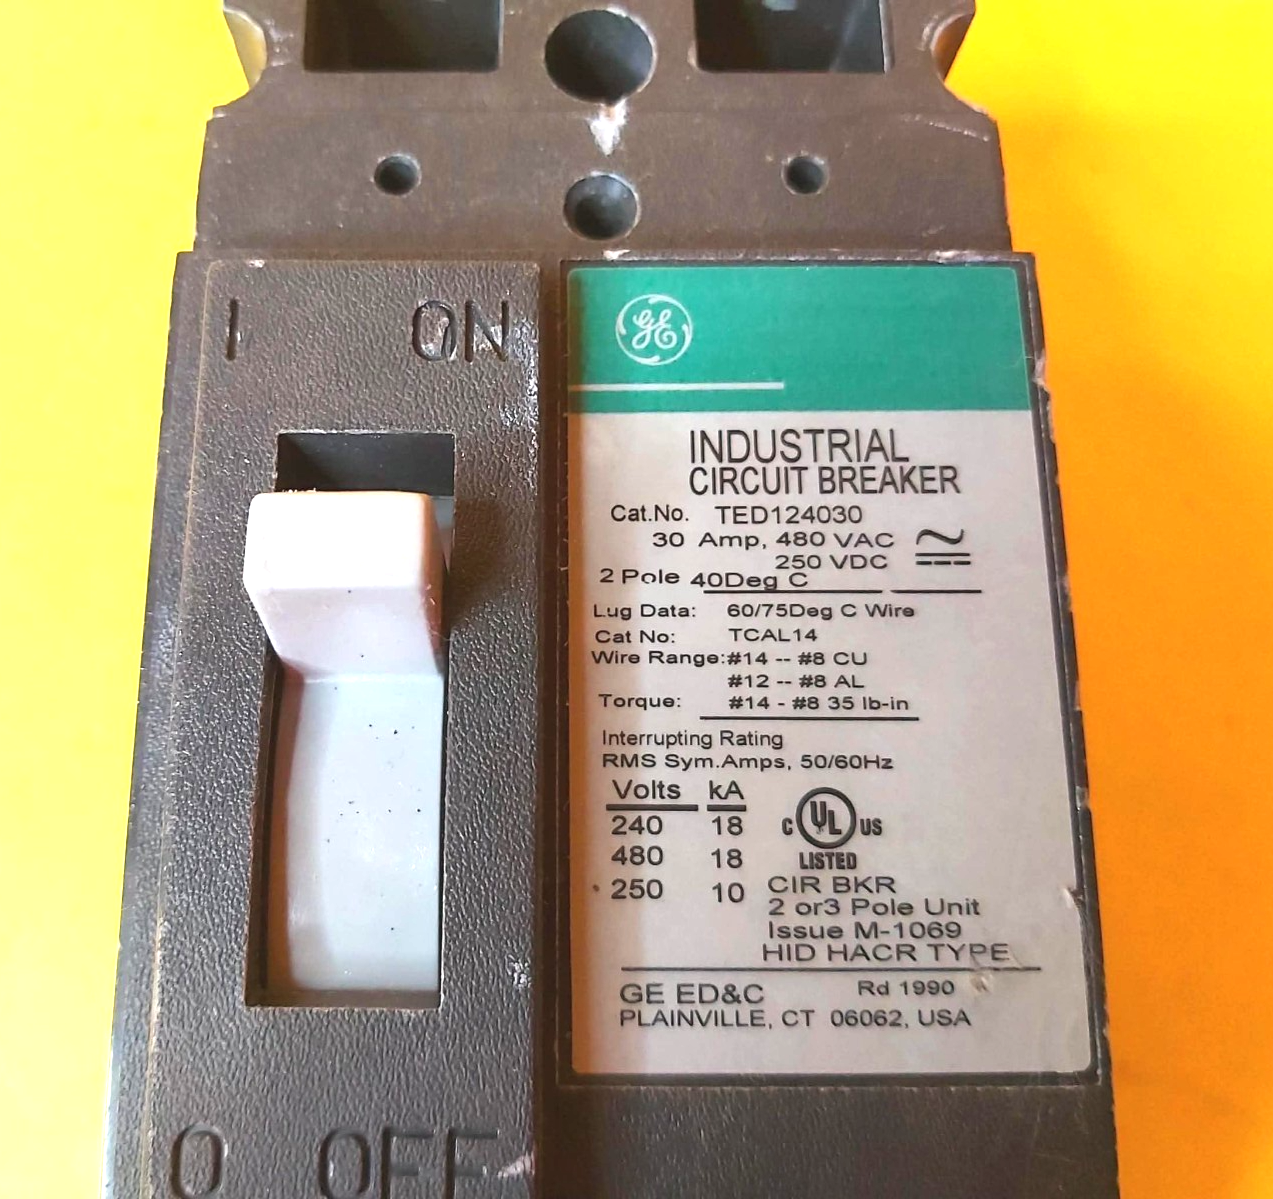 I ON
GE
INDUSTRIAL
CIRCUIT BREAKER
Cat.No. TED124030
30 Amp, 480 VAC
250 VDC
2 Pole 40Deg C
Lug Data: 60/75Deg C Wire
Cat No: TCAL14
Wire Range:#14 -- #8 CU
#12 -- #8 AL
Torque: #14 - #8 35 lb-in
Interrupting Rating
RMS Sym.Amps, 50/60Hz
Volts kA
240 18
480 18
250 10
C UL US
LISTED
CIR BKR
2 or3 Pole Unit
Issue M-1069
HID HACR TYPE
GE ED&C Rd 1990
PLAINVILLE, CT 06062, USA
O OFF